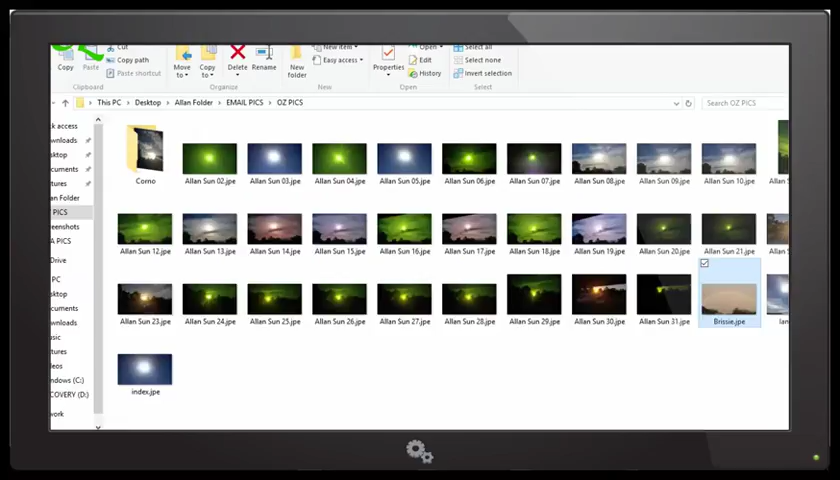 Cut
Copy path
Paste shortcut
Copy
Paste
Clipboard
Move to
Copy to
Delete
Rename
Organize
New folder
New item
Easy access
New
Properties
Open
Edit
History
Open
Select all
Select none
Invert selection
Select
This PC > Desktop > Allan Folder > EMAIL PICS > OZ PICS
Search OZ PICS
ck access
wnloads
sktop
cuments
tures
an Folder
PICS
eenshots
A PICS
Drive
PC
sktop
cuments
wnloads
usic
tures
deos
ndows (C:)
COVERY (D:)
work
Como
Allan Sun 02.jpe
Allan Sun 03.jpe
Allan Sun 04.jpe
Allan Sun 05.jpe
Allan Sun 06.jpe
Allan Sun 07.jpe
Allan Sun 08.jpe
Allan Sun 09.jpe
Allan Sun 10.jpe
Allan Sun 12.jpe
Allan Sun 13.jpe
Allan Sun 14.jpe
Allan Sun 15.jpe
Allan Sun 16.jpe
Allan Sun 17.jpe
Allan Sun 18.jpe
Allan Sun 19.jpe
Allan Sun 20.jpe
Allan Sun 21.jpe
Allan Sun 23.jpe
Allan Sun 24.jpe
Allan Sun 25.jpe
Allan Sun 26.jpe
Allan Sun 27.jpe
Allan Sun 28.jpe
Allan Sun 29.jpe
Allan Sun 30.jpe
Allan Sun 31.jpe
Brissie.jpe
index.jpe